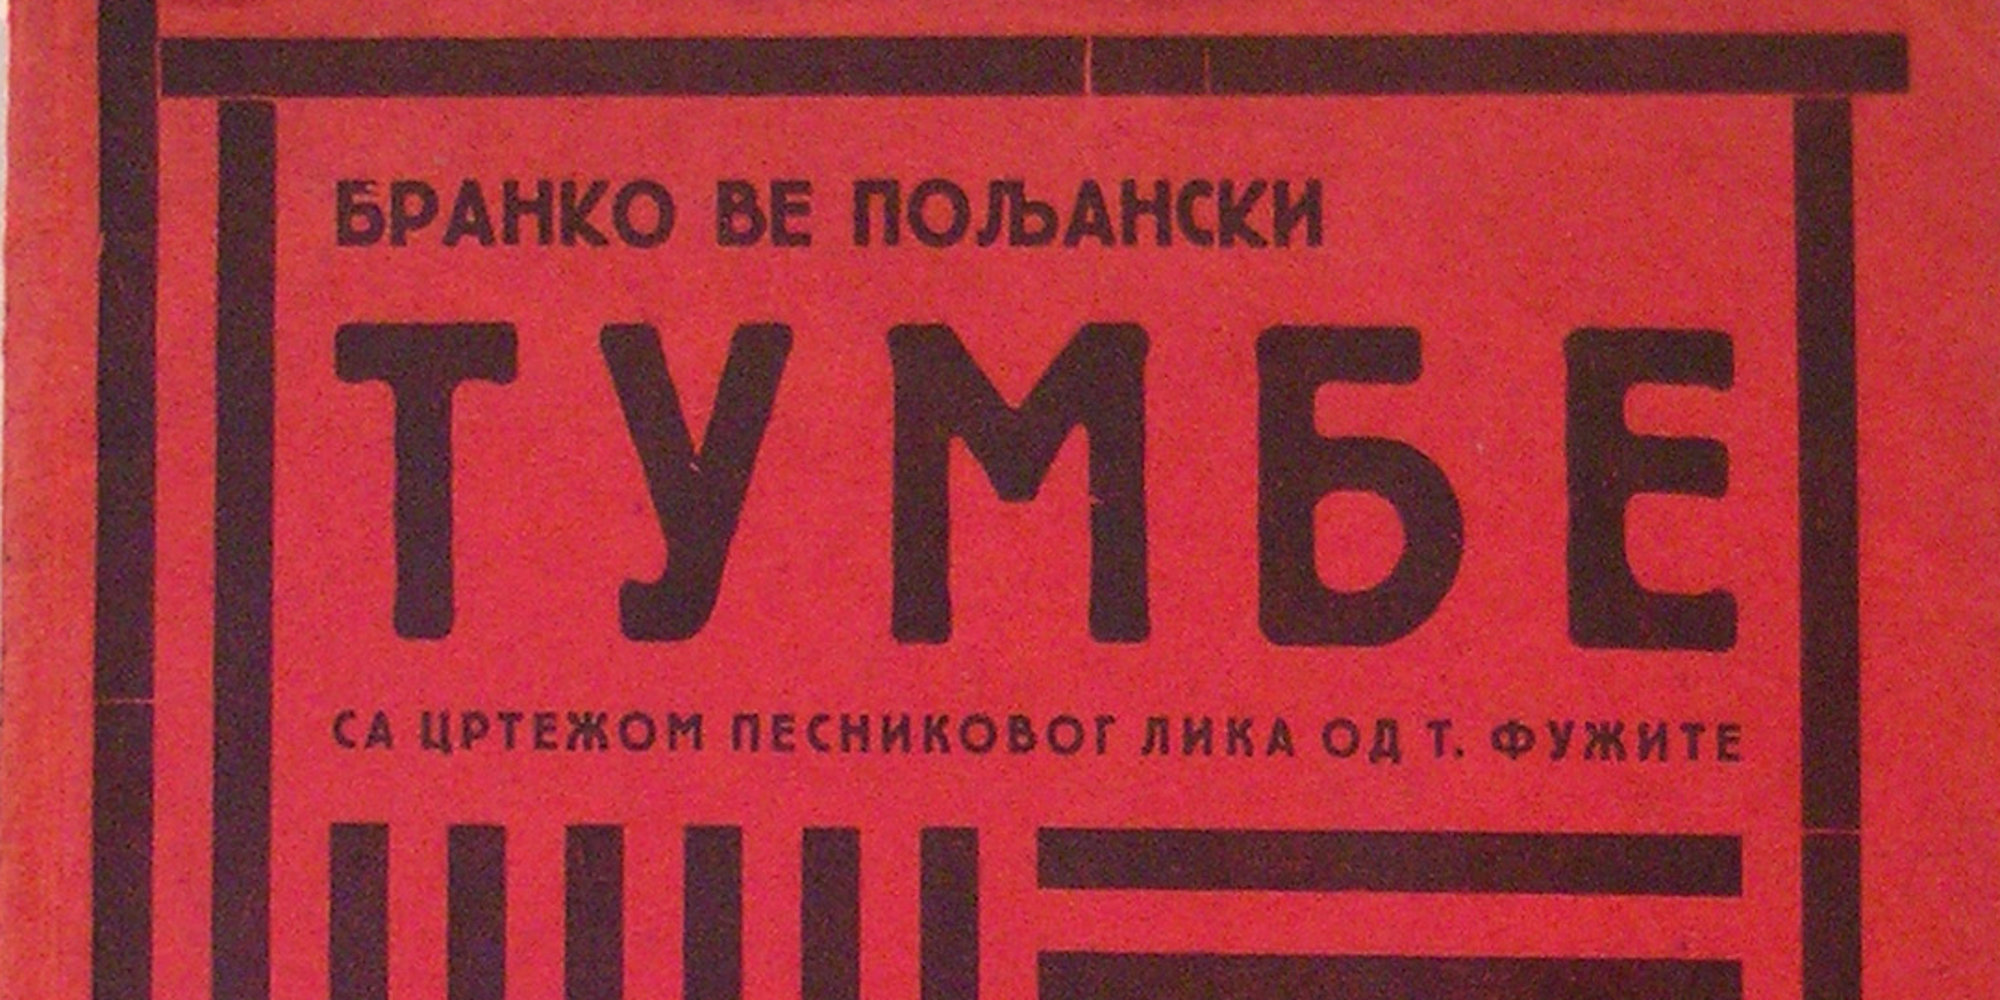 БРАНКО ВЕ ПОЉАНСКИ
ТУМБЕ
СА ЦРТЕЖОМ ПЕСНИКОВОГ ЛИКА ОД Т. ФУЖИТЕ